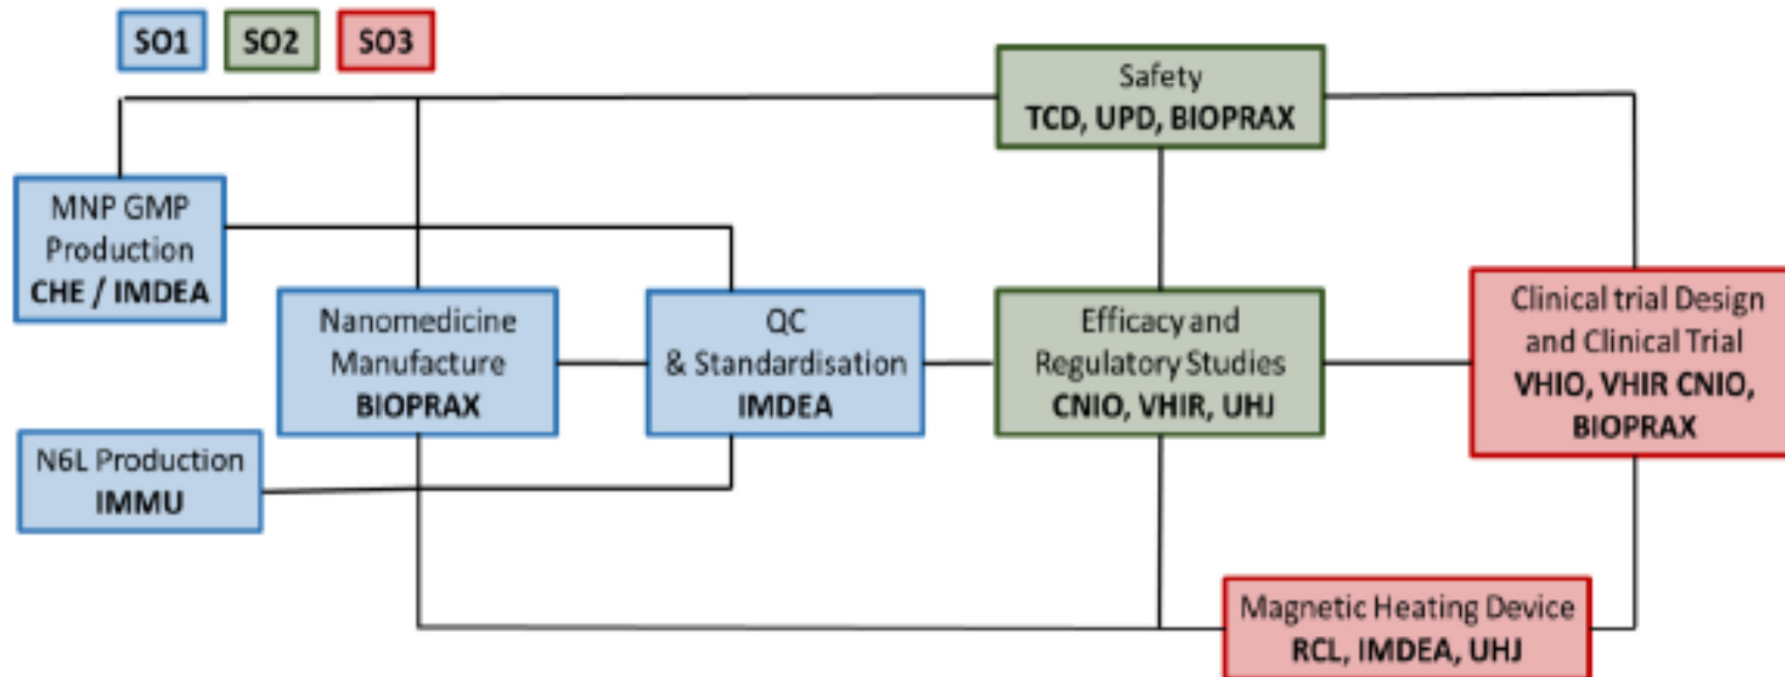 SO1
SO2
SO3
Safety
TCD, UPD, BIOPRAX
MNP GMP
Production
CHE / IMDEA
Nanomedicine
Manufacture
BIOPRAX
QC
& Standardisation
IMDEA
Efficacy and
Regulatory Studies
CNIO, VHIR, UHJ
Clinical trial Design
and Clinical Trial
VHIO, VHIR CNIO,
BIOPRAX
N6L Production
IMMU
Magnetic Heating Device
RCL, IMDEA, UHJ